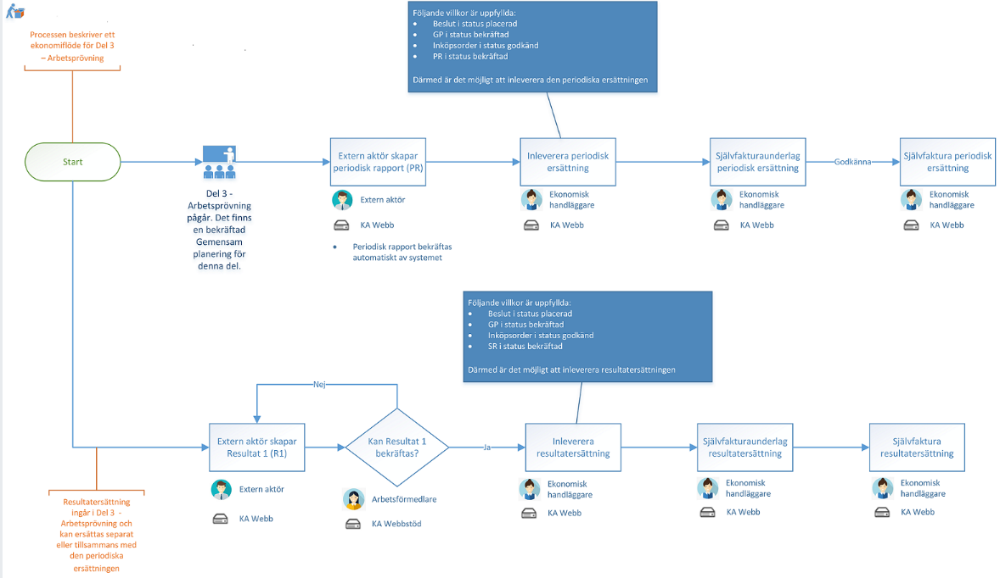 Processen beskriver ett
ekonomiflöde för Del 3
– Arbetsprövning
Följande villkor är uppfyllda:
• Beslut i status placerad
• GP i status bekräftad
• Inköpsorder i status godkänd
• PR i status bekräftad
Därmed är det möjligt att inleverera den periodiska ersättningen
Start
Del 3 -
Arbetsprövning
pågår. Det finns
en bekräftad
Gemensam
planering för
denna del.
Extern aktör skapar
periodisk rapport (PR)
Extern aktör
KA Webb
• Periodisk rapport bekräftas
automatiskt av systemet
Inleverera periodisk
ersättning
Ekonomisk
handläggare
KA Webb
Självfakturaunderlag
periodisk ersättning
Ekonomisk
handläggare
KA Webb
Godkänna
Självfaktura periodisk
ersättning
Ekonomisk
handläggare
KA Webb
Följande villkor är uppfyllda:
• Beslut i status placerad
• GP i status bekräftad
• Inköpsorder i status godkänd
• SR i status bekräftad
Därmed är det möjligt att inleverera resultatersättningen
Resultatersättning
ingår i Del 3 -
Arbetsprövning och
kan ersättas separat
eller tillsammans med
den periodiska
ersättningen
Extern aktör skapar
Resultat 1 (R1)
Extern aktör
KA Webb
Nej
Kan Resultat 1
bekräftas?
Arbetsförmedlare
KA Webbstöd
Ja
Inleverera
resultatersättning
Ekonomisk
handläggare
KA Webb
Självfakturaunderlag
resultatersättning
Ekonomisk
handläggare
KA Webb
Självfaktura
resultatersättning
Ekonomisk
handläggare
KA Webb